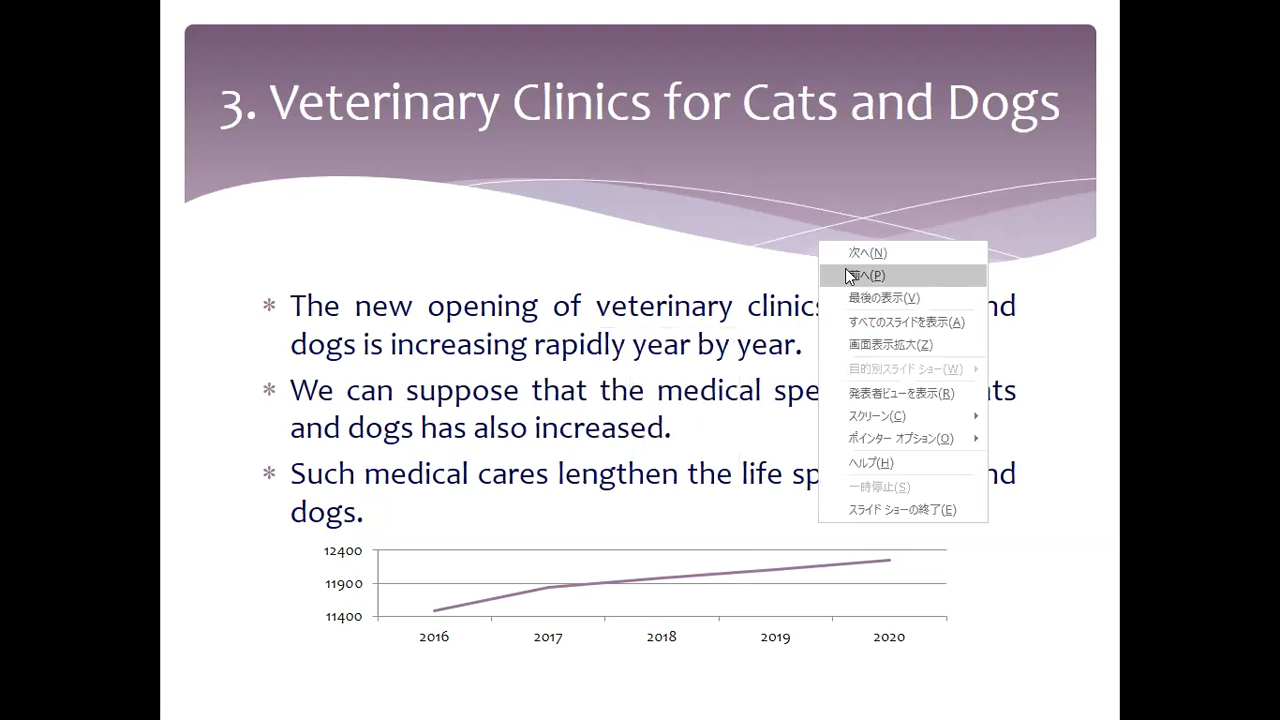 3. Veterinary Clinics for Cats and Dogs
* The new opening of veterinary clinics nd
dogs is increasing rapidly year by year.
* We can suppose that the medical spe ats
and dogs has also increased.
* Such medical cares lengthen the life sp nd
dogs.
次へ(N)
前へ(P)
最後の表示(V)
すべてのスライドを表示(A)
画面表示拡大(Z)
目的別スライド ショー(W)
発表者ビューを表示(R)
スクリーン(C)
ポインター オプション(O)
ヘルプ(H)
一時停止(S)
スライド ショーの終了(E)
12400
11900
11400
2016 2017 2018 2019 2020